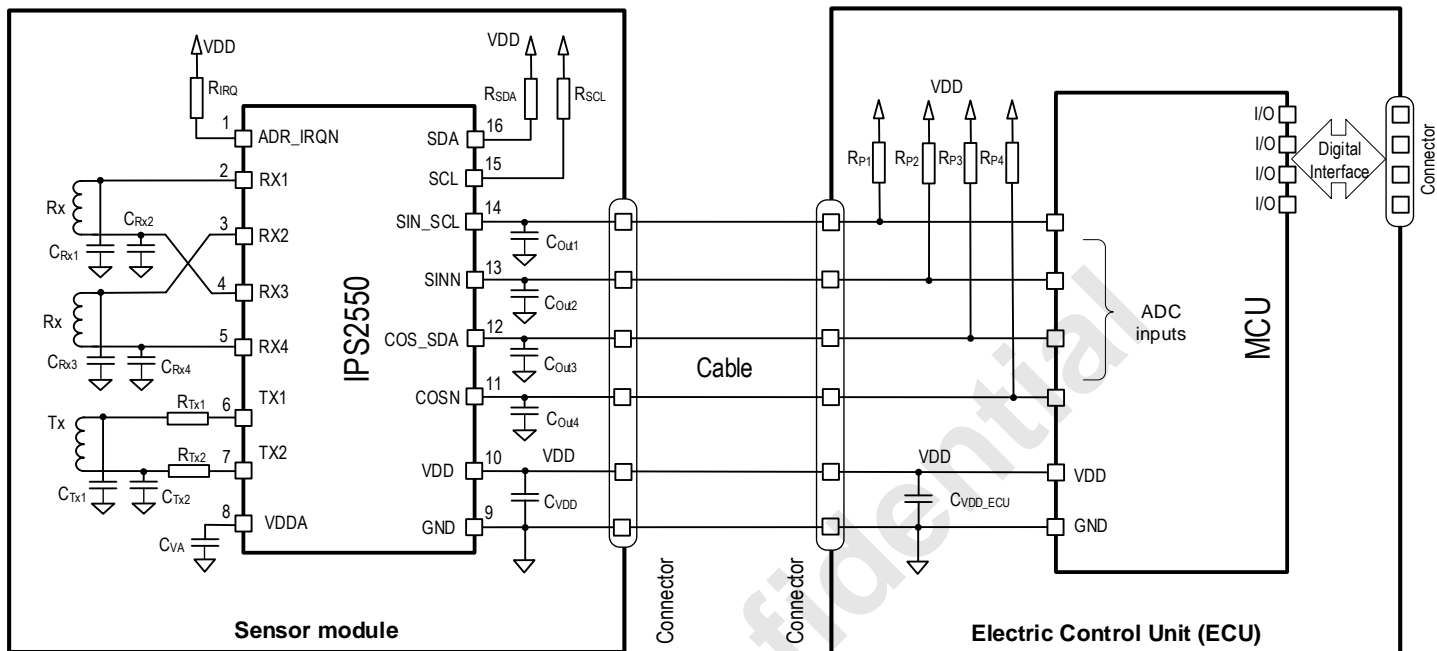 VDD
RIRQ
1
ADR_IRQN
2
RX1
Rx
CRx2
CRx1
3
RX2
4
RX3
Rx
5
RX4
CRx3
CRx4
TX1
RTx1
6
Tx
TX2
RTx2
7
CTx1
CTx2
8
VDDA
CVA
IPS2550
VDD
RSDA
RSCL
16
SDA
15
SCL
14
SIN_SCL
COut1
13
SINN
COut2
12
COS_SDA
COut3
11
COSN
COut4
10
VDD
VDD
CVDD
9
GND
Sensor module
Connector
Cable
Connector
VDD
RP1
RP2
RP3
RP4
ADC
inputs
MCU
VDD
VDD
CVDD_ECU
GND
I/O
I/O
I/O
I/O
Digital
Interface
Connector
Electric Control Unit (ECU)
fidential